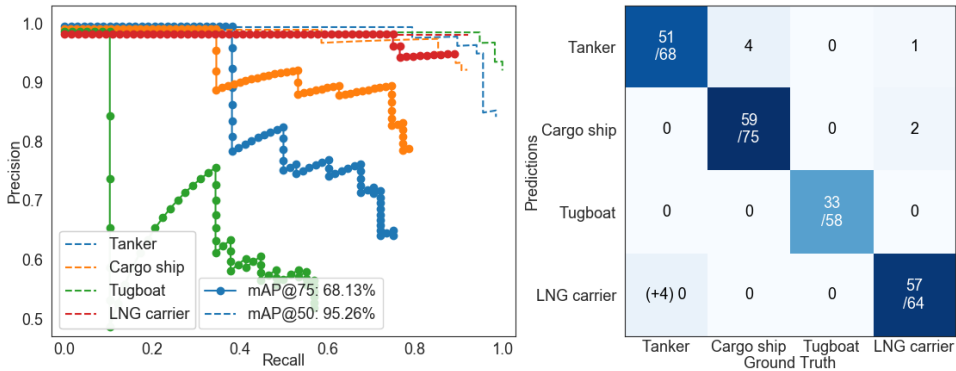 1.0
0.9
0.8
0.7
0.6
0.5
Precision
0.0
0.2
0.4
0.6
0.8
1.0
Recall
Tanker
Cargo ship
Tugboat
LNG carrier
mAP@75: 68.13%
mAP@50: 95.26%
Predictions
Tanker
51
/68
4
0
1
Cargo ship
0
59
/75
0
2
Tugboat
0
0
33
/58
0
LNG carrier
(+4) 0
0
0
57
/64
Tanker
Cargo ship
Tugboat
LNG carrier
Ground Truth